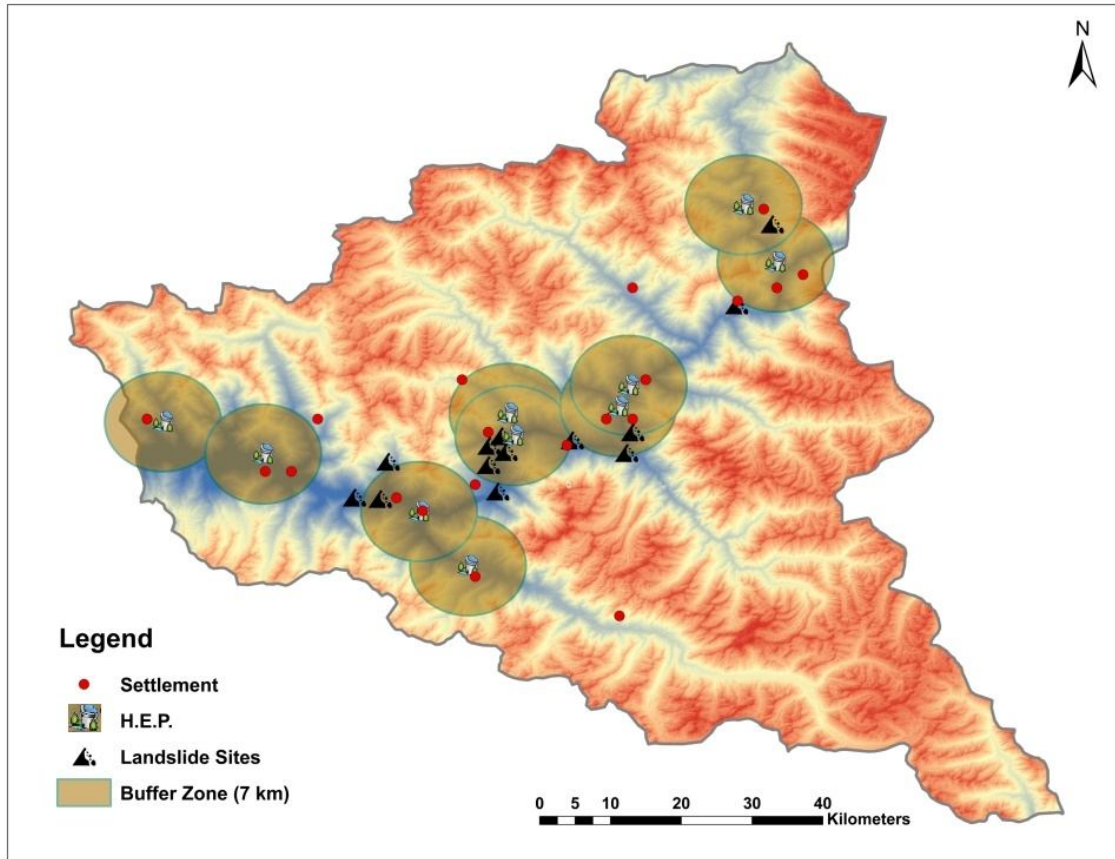 N
Legend
Settlement
H.E.P.
Landslide Sites
Buffer Zone (7 km)
0 5 10 20 30 40
Kilometers